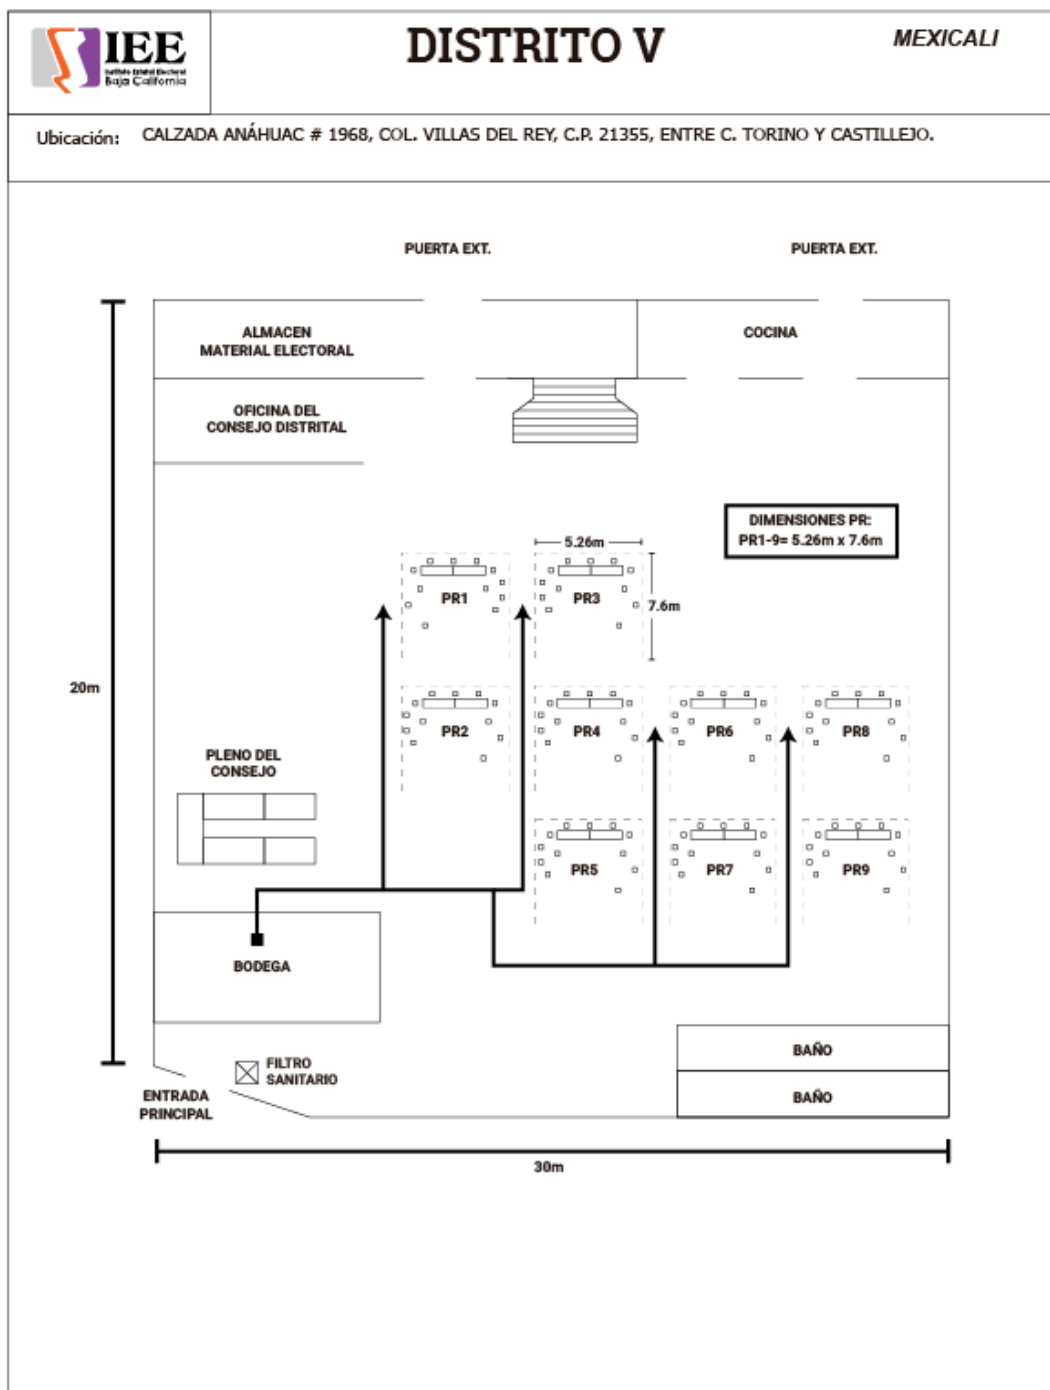 IEE
Instituto Estatal Electoral
Baja California
DISTRITO V
MEXICALI
Ubicación: CALZADA ANÁHUAC # 1968, COL. VILLAS DEL REY, C.P. 21355, ENTRE C. TORINO Y CASTILLEJO.
PUERTA EXT.
PUERTA EXT.
ALMACEN
MATERIAL ELECTORAL
COCINA
OFICINA DEL
CONSEJO DISTRITAL
DIMENSIONES PR:
PR1-9= 5.26m x 7.6m
5.26m
PR1
PR3
7.6m
20m
PR2
PR4
PR6
PR8
PLENO DEL
CONSEJO
PR5
PR7
PR9
BODEGA
FILTRO
SANITARIO
BAÑO
BAÑO
ENTRADA
PRINCIPAL
30m